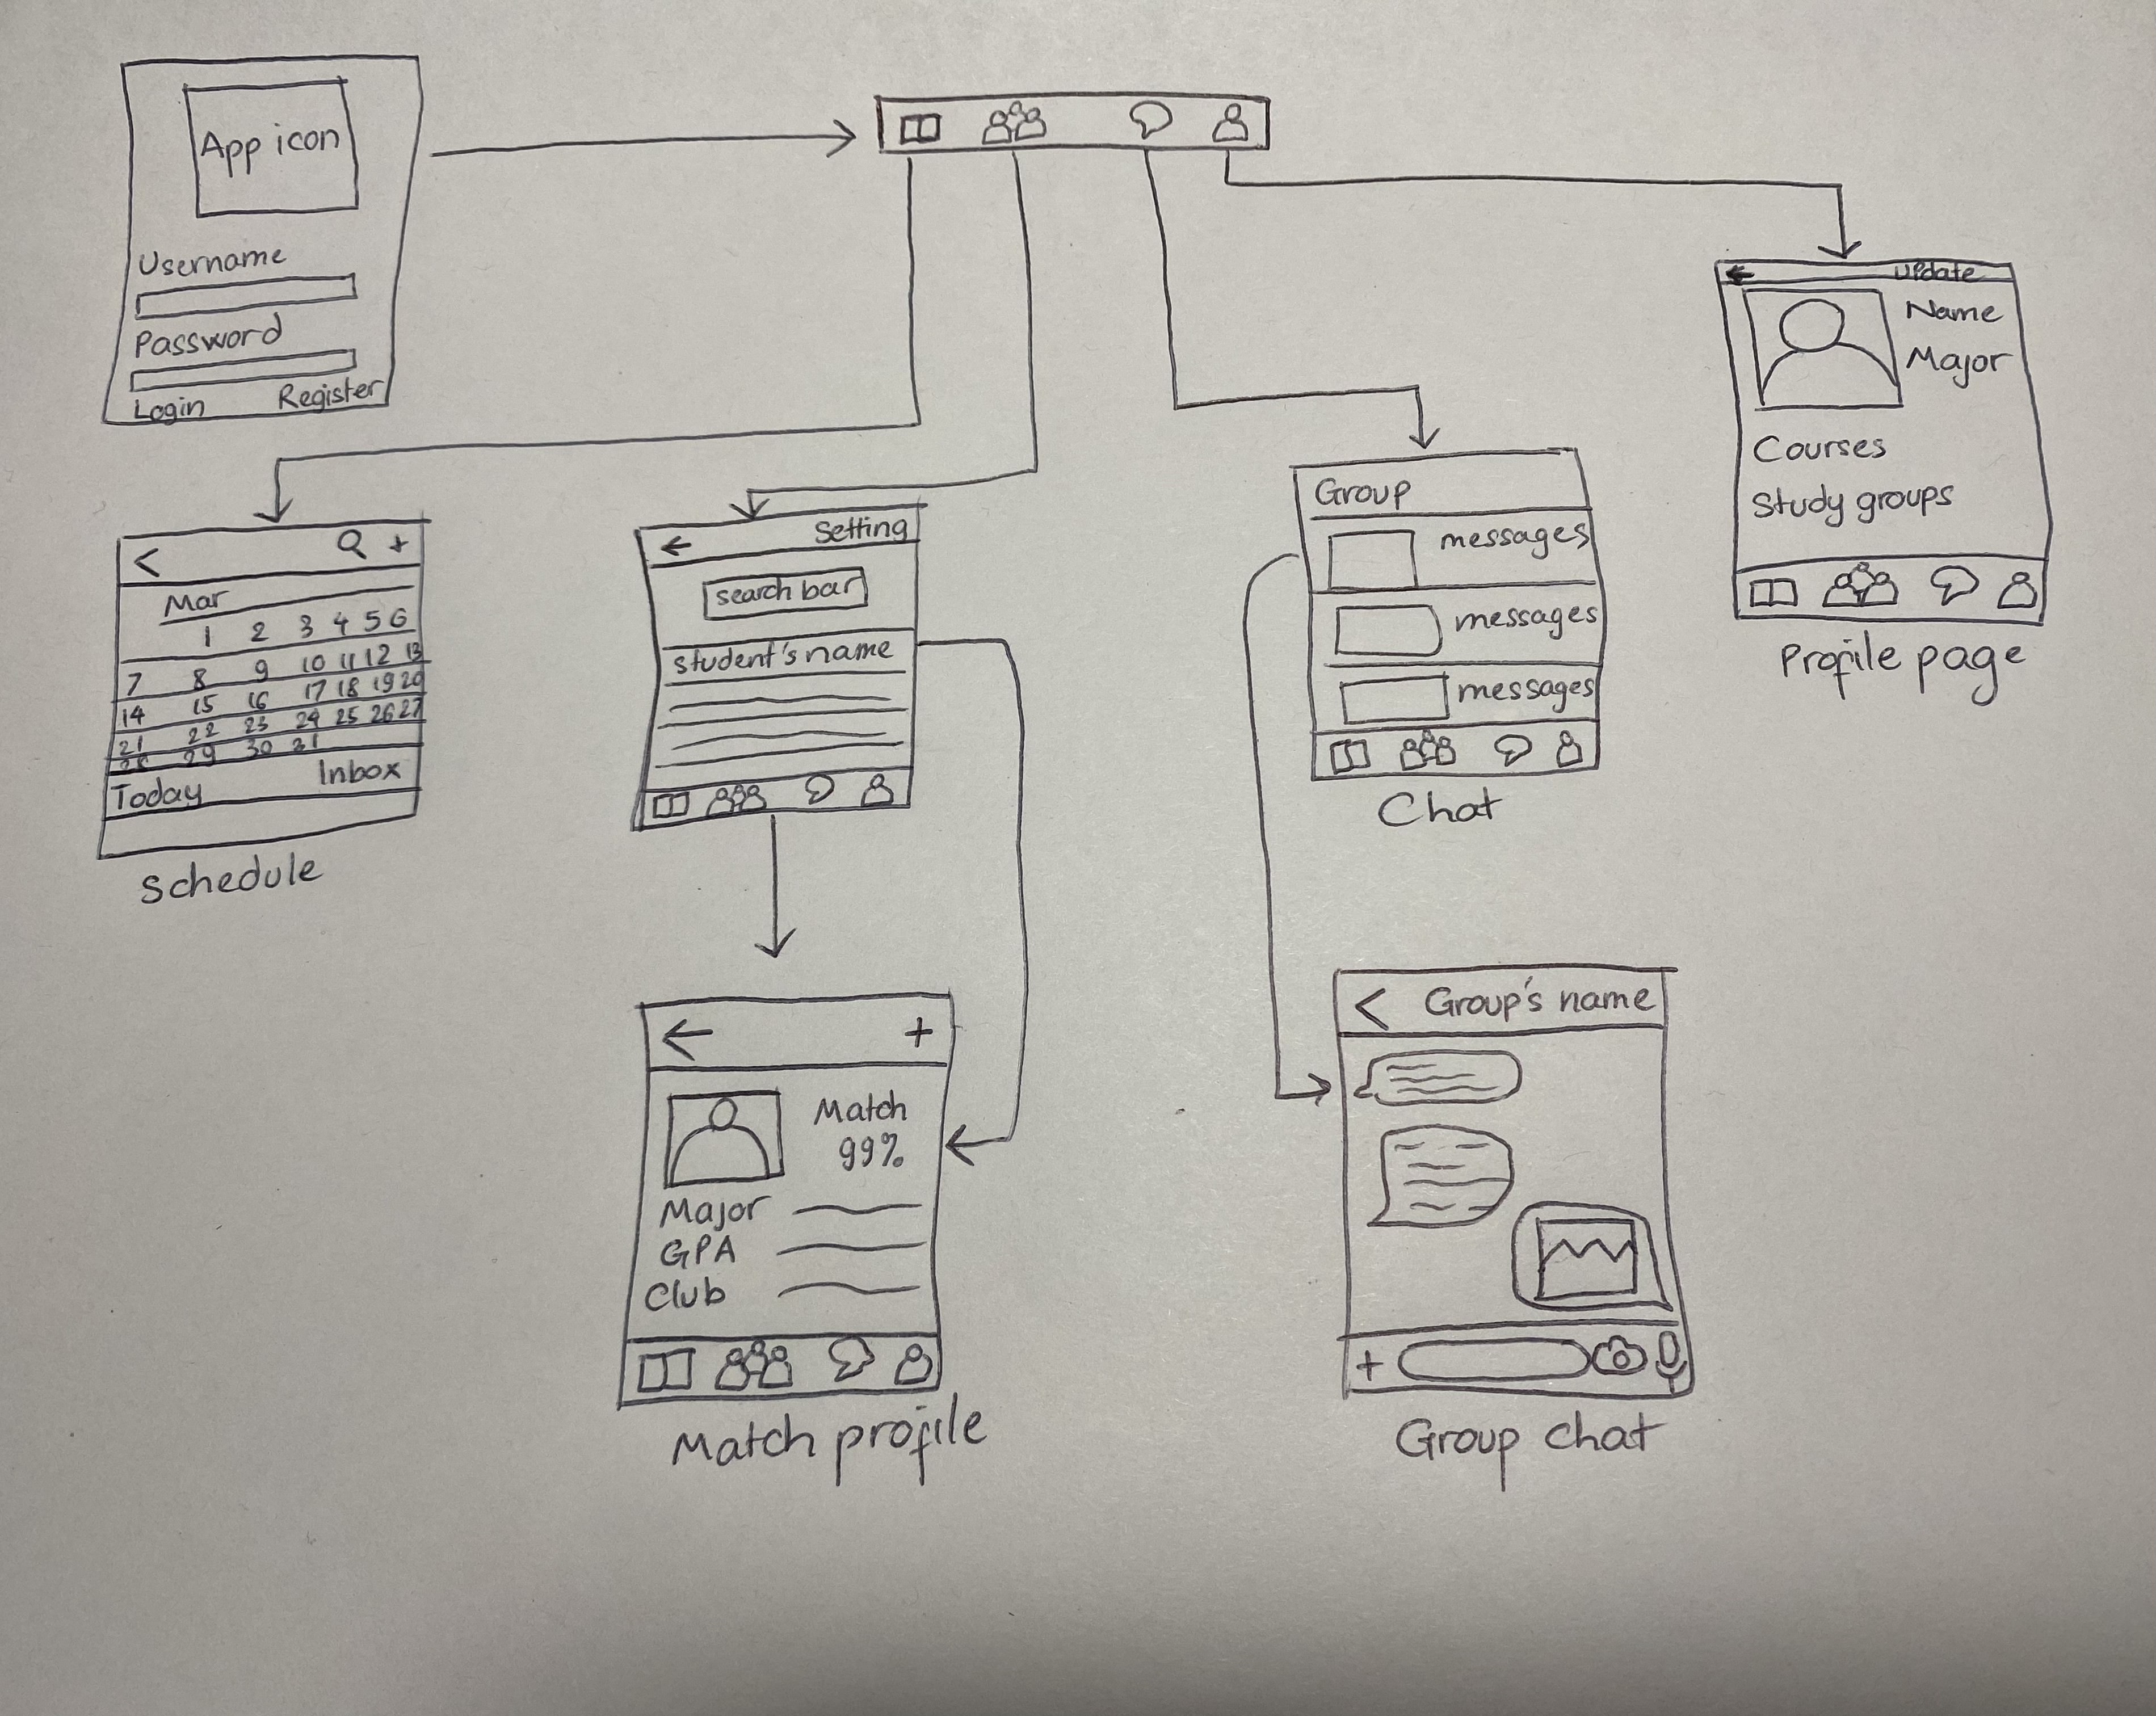 App icon
Username
Password
Login Register
update
Name
Major
Courses
Study groups
Profile page
Mar
1 2 3 4 5 6
7 8 9 10 11 12 13
14 15 16 17 18 19 20
21 22 23 24 25 26 27
28 29 30 31
Today Inbox
Schedule
Setting
search bar
Student's name
Group
messages
messages
messages
Chat
+
Match
99%
Major
GPA
Club
Match profile
Group's name
+
Group chat